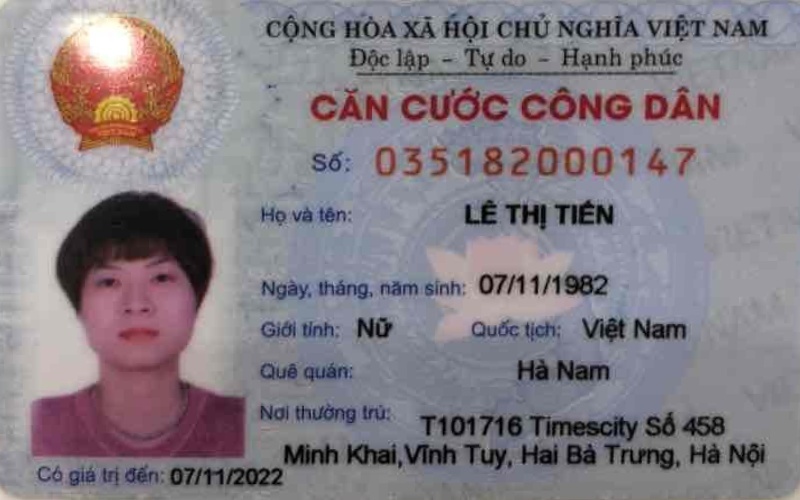 CỘNG HÒA XÃ HỘI CHỦ NGHĨA VIỆT NAM
Độc lập - Tự do - Hạnh phúc
CĂN CƯỚC CÔNG DÂN
Số: 035182000147
Họ và tên: LÊ THỊ TIẾN
Ngày, tháng, năm sinh: 07/11/1982
Giới tính: Nữ Quốc tịch: Việt Nam
Quê quán: Hà Nam
Nơi thường trú: T101716 Timescity Số 458
Minh Khai,Vĩnh Tuy, Hai Bà Trưng, Hà Nội
Có giá trị đến: 07/11/2022